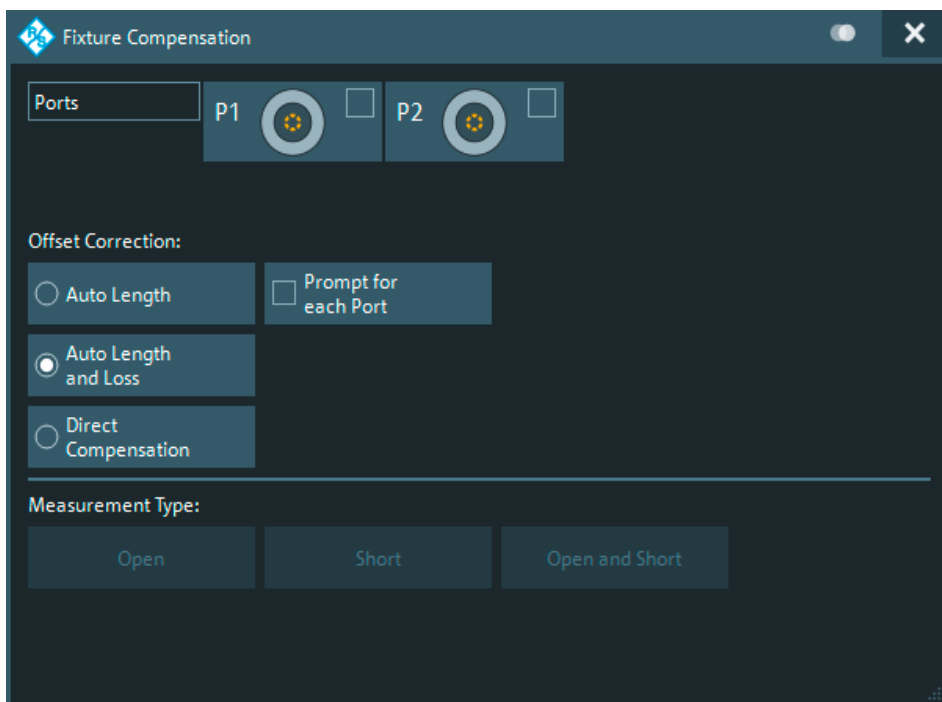 R&S Fixture Compensation
Ports P1 P2
Offset Correction:
Auto Length
Prompt for
each Port
Auto Length
and Loss
Direct
Compensation
Measurement Type:
Open Short Open and Short